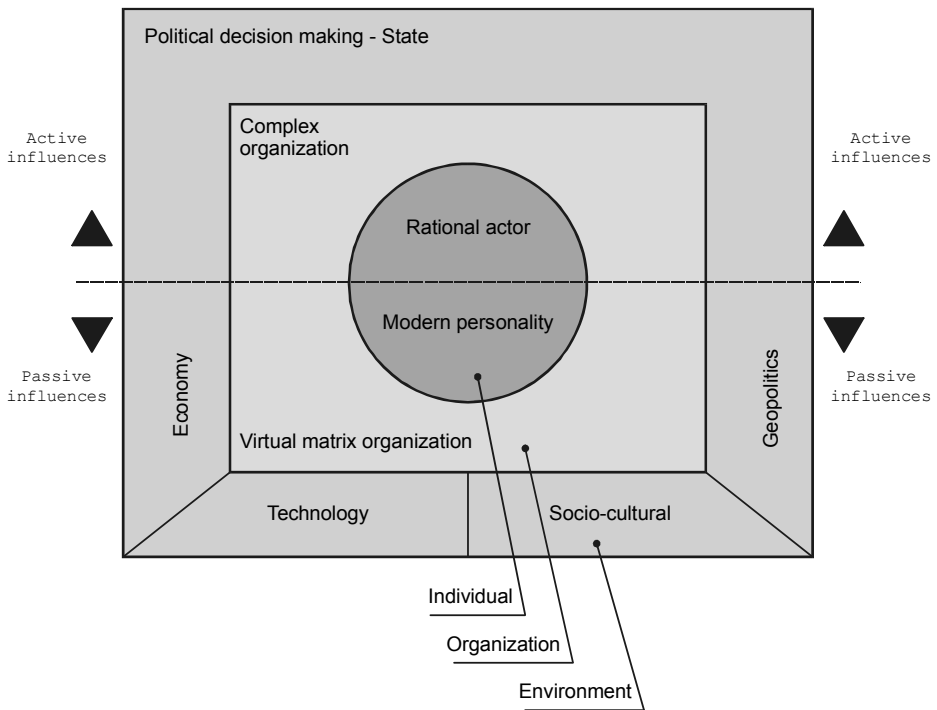 Political decision making - State
Complex
organization
Active
influences
Active
influences
Rational actor
Modern personality
Passive
influences
Passive
influences
Economy
Geopolitics
Virtual matrix organization
Technology
Socio-cultural
Individual
Organization
Environment